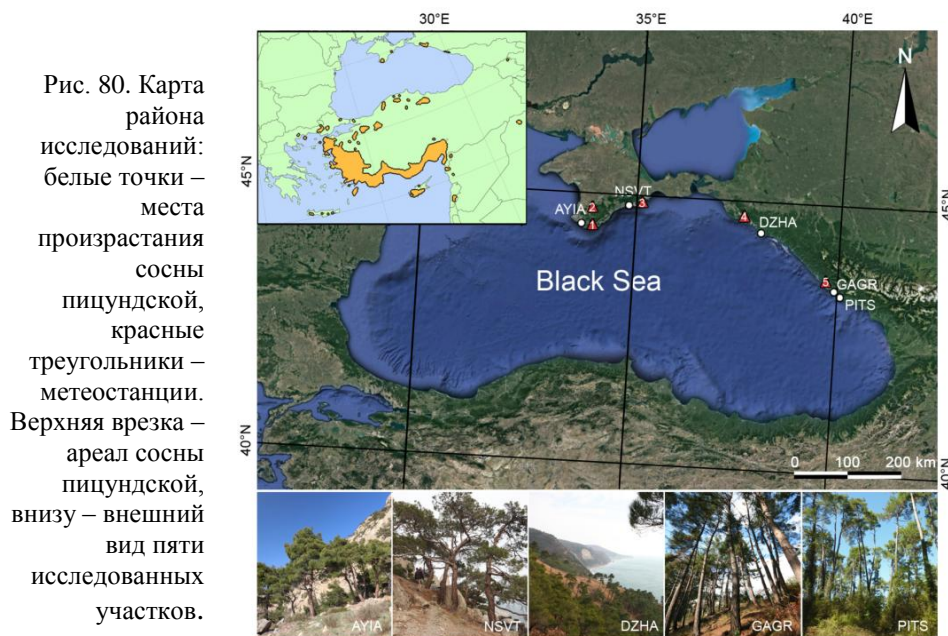 Рис. 80. Карта
района
исследований:
белые точки –
места
произрастания
сосны
пицундской,
красные
треугольники –
метеостанции.
Верхняя врезка –
ареал сосны
пицундской,
внизу – внешний
вид пяти
исследованных
участков.
30°E
35°E
40°E
N
45°N
45°N
NSVT
3
AYIA
2
1
4
DZHA
Black Sea
5
GAGR
PITS
40°N
40°N
0 100 200 km
AYIA
NSVT
DZHA
GAGR
PITS